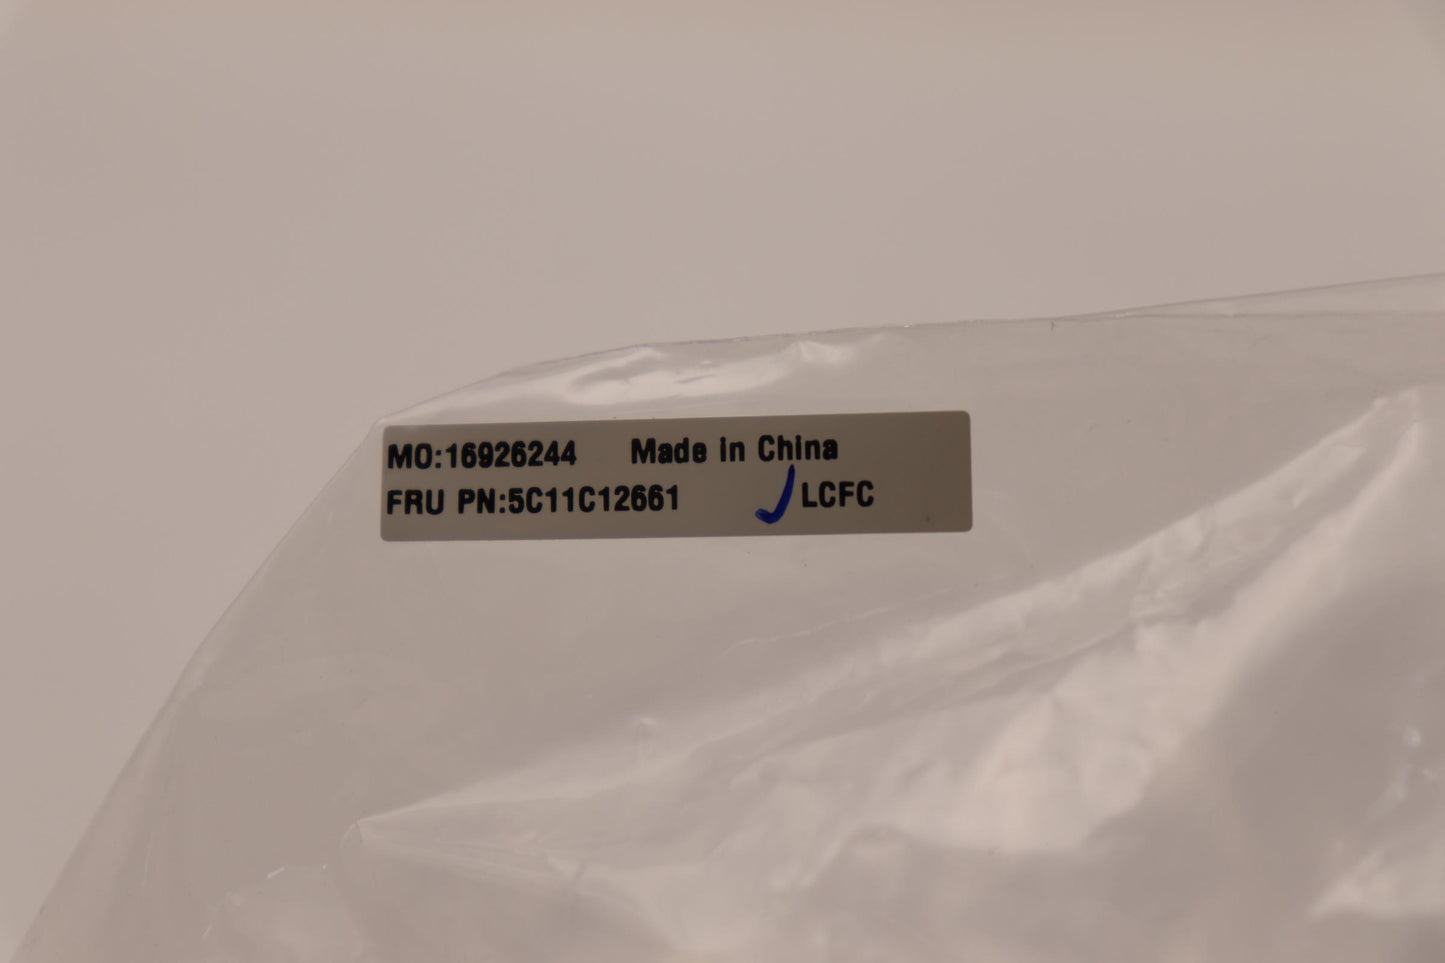 MO:16926244 Made in China
FRU PN:5C11C12661 LCFC